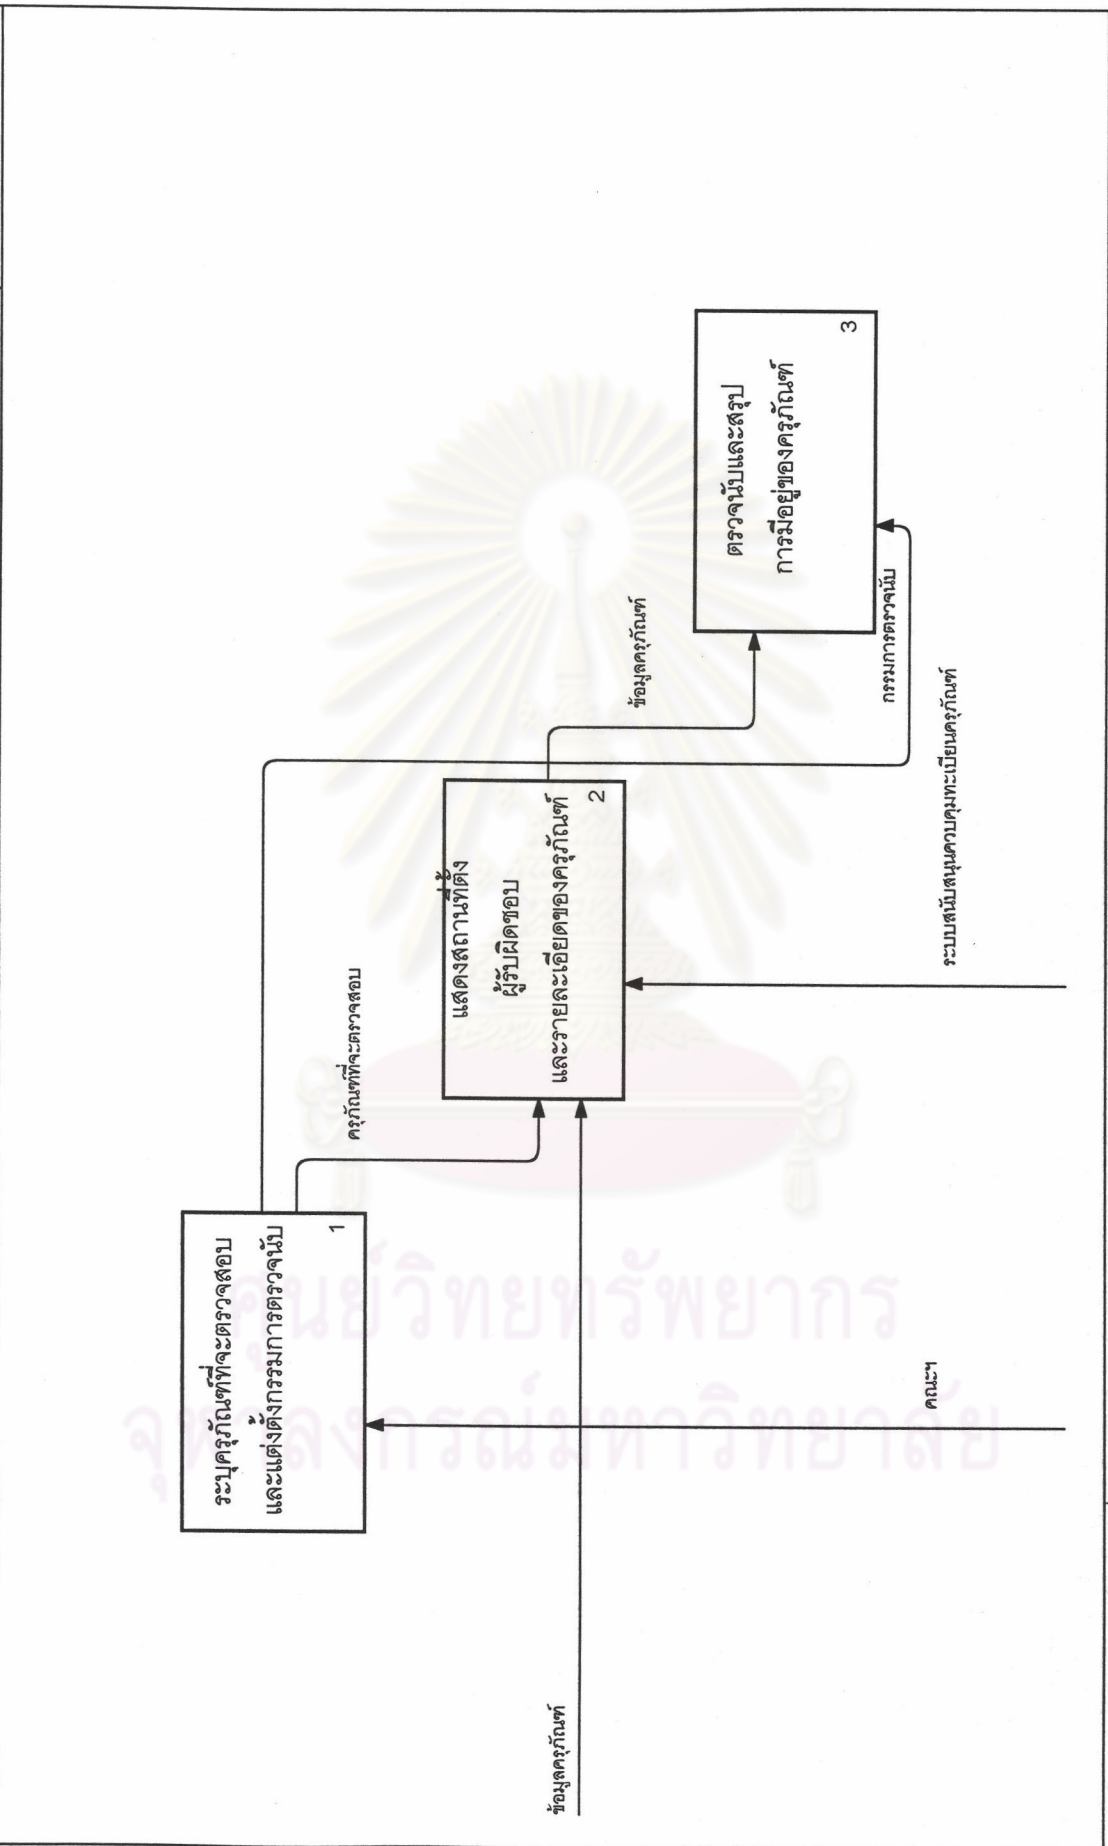 ระบุครุภัณฑ์ที่จะตรวจสอบ
และแต่งตั้งกรรมการตรวจนับ
1
ครุภัณฑ์ที่จะตรวจสอบ
แสดงสถานที่ตั้ง
ผู้รับผิดชอบ
และรายละเอียดของครุภัณฑ์
2
ข้อมูลครุภัณฑ์
ข้อมูลครุภัณฑ์
ตรวจนับและสรุป
การมีอยู่ของครุภัณฑ์
3
กรรมการตรวจนับ
คณะฯ
ระบบสนับสนุนควบคุมทะเบียนครุภัณฑ์
ศูนย์วิทยทรัพยากร
จุฬาลงกรณ์มหาวิทยาลัย